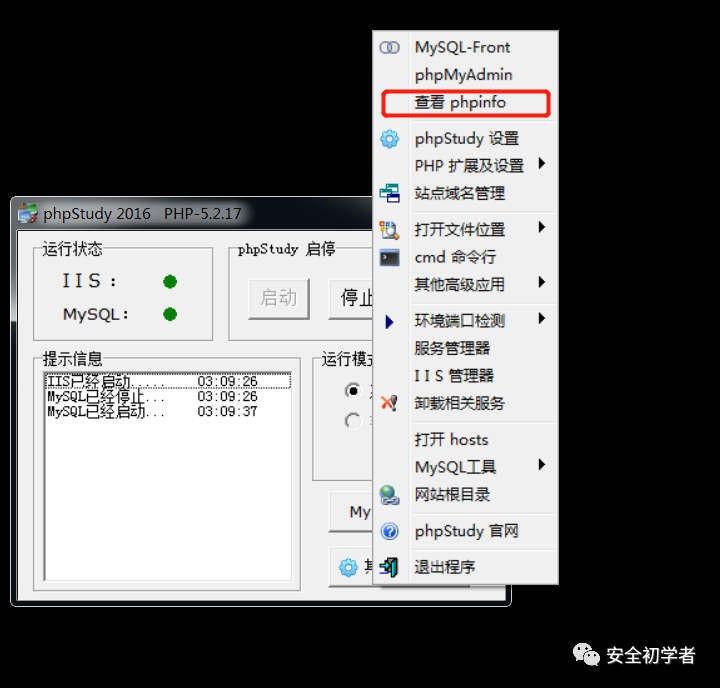 MySQL-Front
phpMyAdmin
查看 phpinfo
phpStudy 设置
PHP 扩展及设置
站点域名管理
打开文件位置
cmd 命令行
其他高级应用
环境端口检测
服务管理器
I I S 管理器
卸载相关服务
打开 hosts
MySQL工具
网站根目录
phpStudy 官网
退出程序
phpStudy 2016 PHP-5.2.17
运行状态
I I S :
MySQL:
phpStudy 启停
启动
停止
提示信息
IIS已经启动..... 03:09:26
MySQL已经停止... 03:09:26
MySQL已经启动... 03:09:37
运行模式
My
其
安全初学者